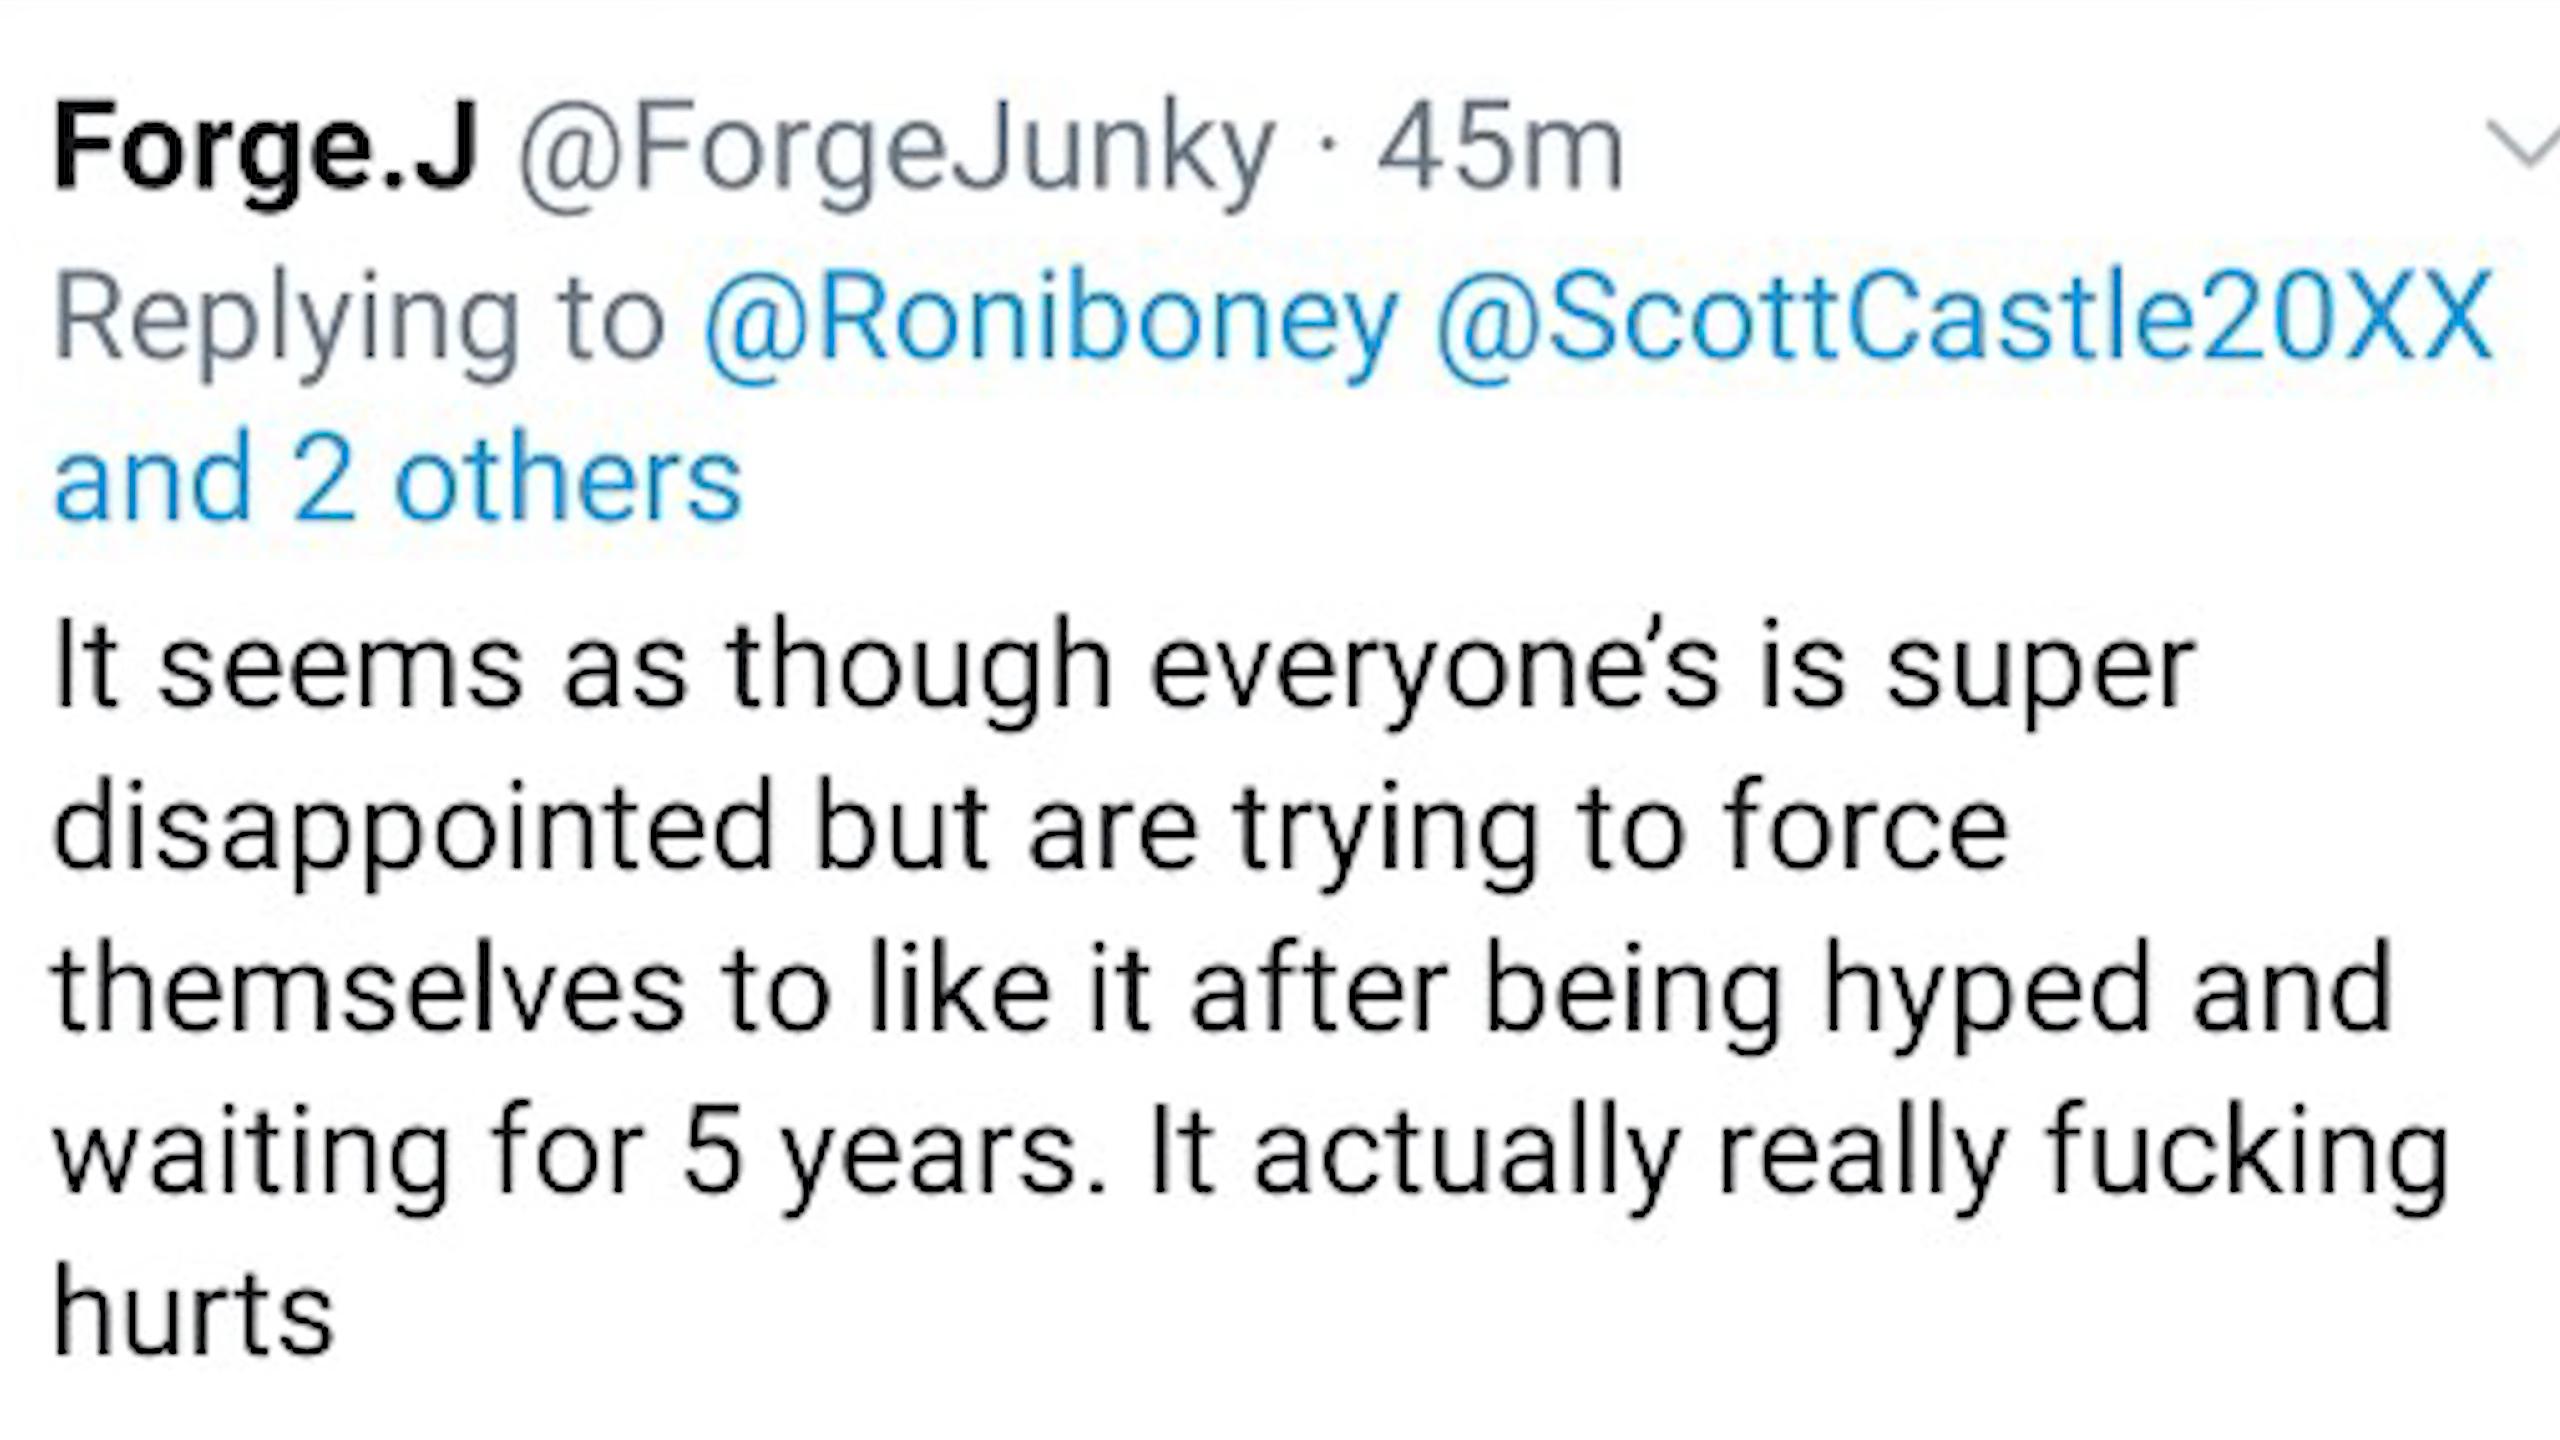 Forge.J @ForgeJunky · 45m
Replying to @Roniboney @ScottCastle20XX
and 2 others
It seems as though everyone’s is super
disappointed but are trying to force
themselves to like it after being hyped and
waiting for 5 years. It actually really fucking
hurts